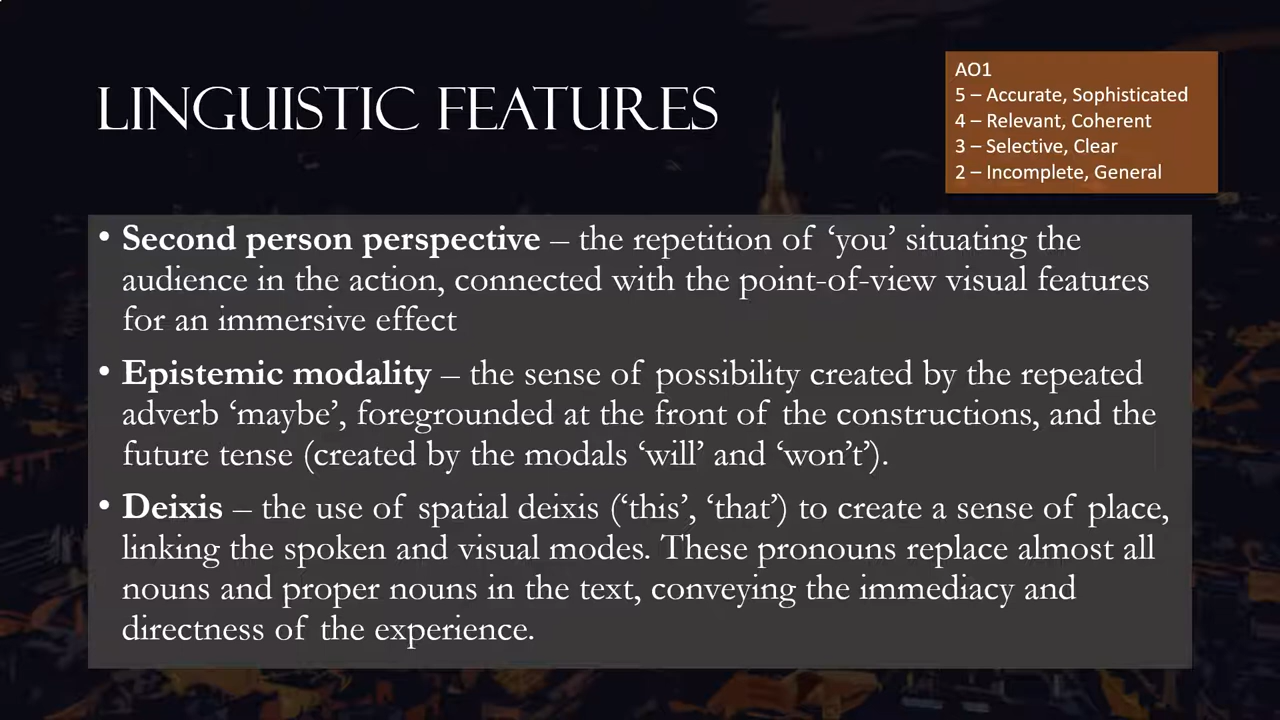 LINGUISTIC FEATURES
AO1
5 – Accurate, Sophisticated
4 – Relevant, Coherent
3 – Selective, Clear
2 – Incomplete, General
• Second person perspective – the repetition of ‘you’ situating the
audience in the action, connected with the point-of-view visual features
for an immersive effect
• Epistemic modality – the sense of possibility created by the repeated
adverb ‘maybe’, foregrounded at the front of the constructions, and the
future tense (created by the modals ‘will’ and ‘won’t’).
• Deixis – the use of spatial deixis (‘this’, ‘that’) to create a sense of place,
linking the spoken and visual modes. These pronouns replace almost all
nouns and proper nouns in the text, conveying the immediacy and
directness of the experience.